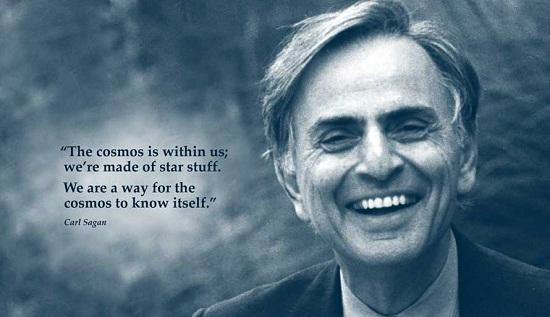 “The cosmos is within us;
we’re made of star stuff.
We are a way for the
cosmos to know itself.”
Carl Sagan